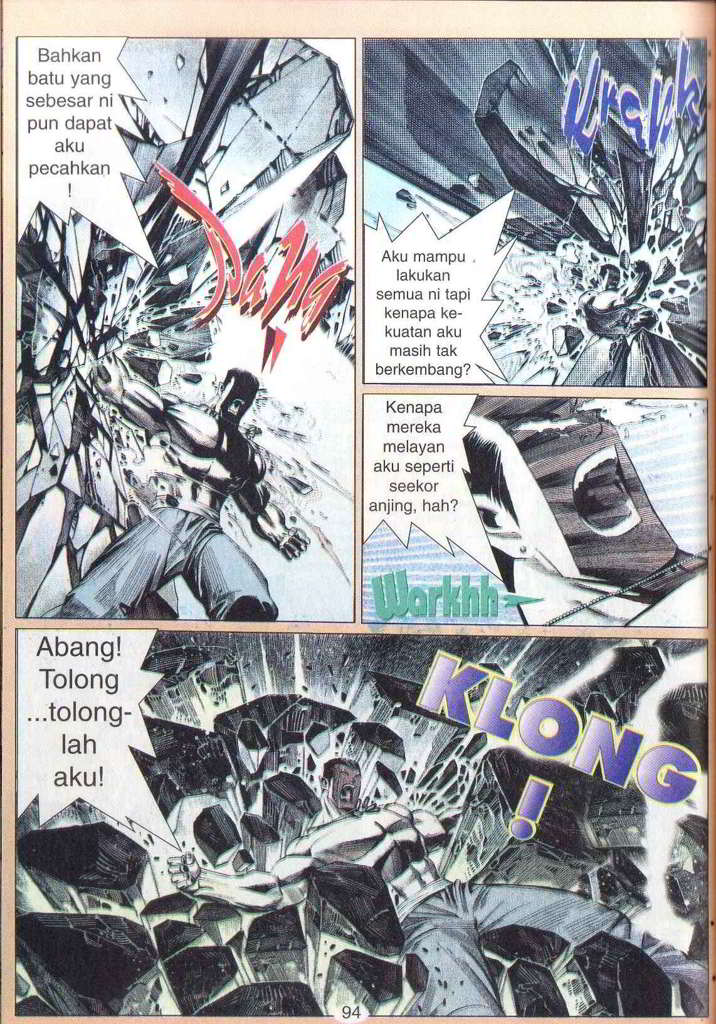 Bahkan
batu yang
sebesar ni
pun dapat
aku
pecahkan
!
Dang
!
Krank
Aku mampu
lakukan
semua ni tapi
kenapa ke-
kuatan aku
masih tak
berkembang?
Kenapa
mereka
melayan
aku seperti
seekor
anjing, hah?
Warkhh
Abang!
Tolong
...tolong-
lah
aku!
KLONG
!
94